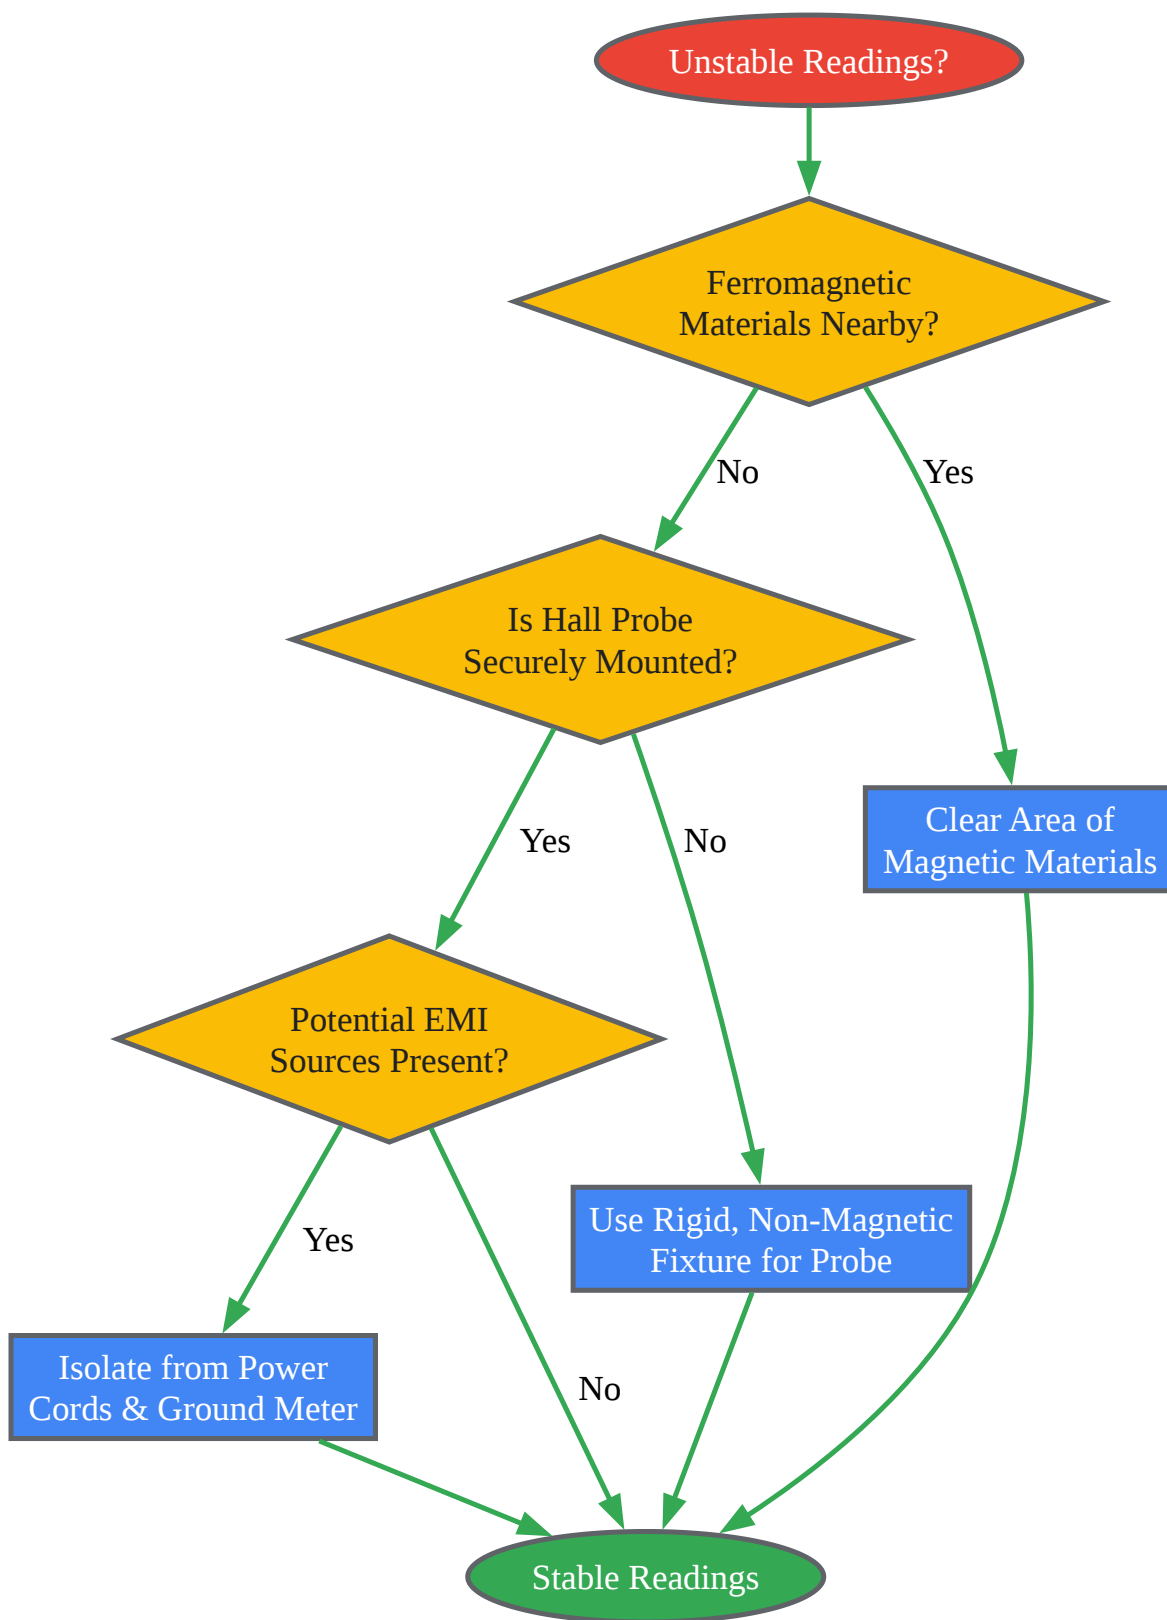 Unstable Readings?
Ferromagnetic
Materials Nearby?
No
Yes
Is Hall Probe
Securely Mounted?
Clear Area of
Magnetic Materials
Yes
No
Potential EMI
Sources Present?
Use Rigid, Non-Magnetic
Fixture for Probe
Yes
Isolate from Power
Cords & Ground Meter
No
Stable Readings